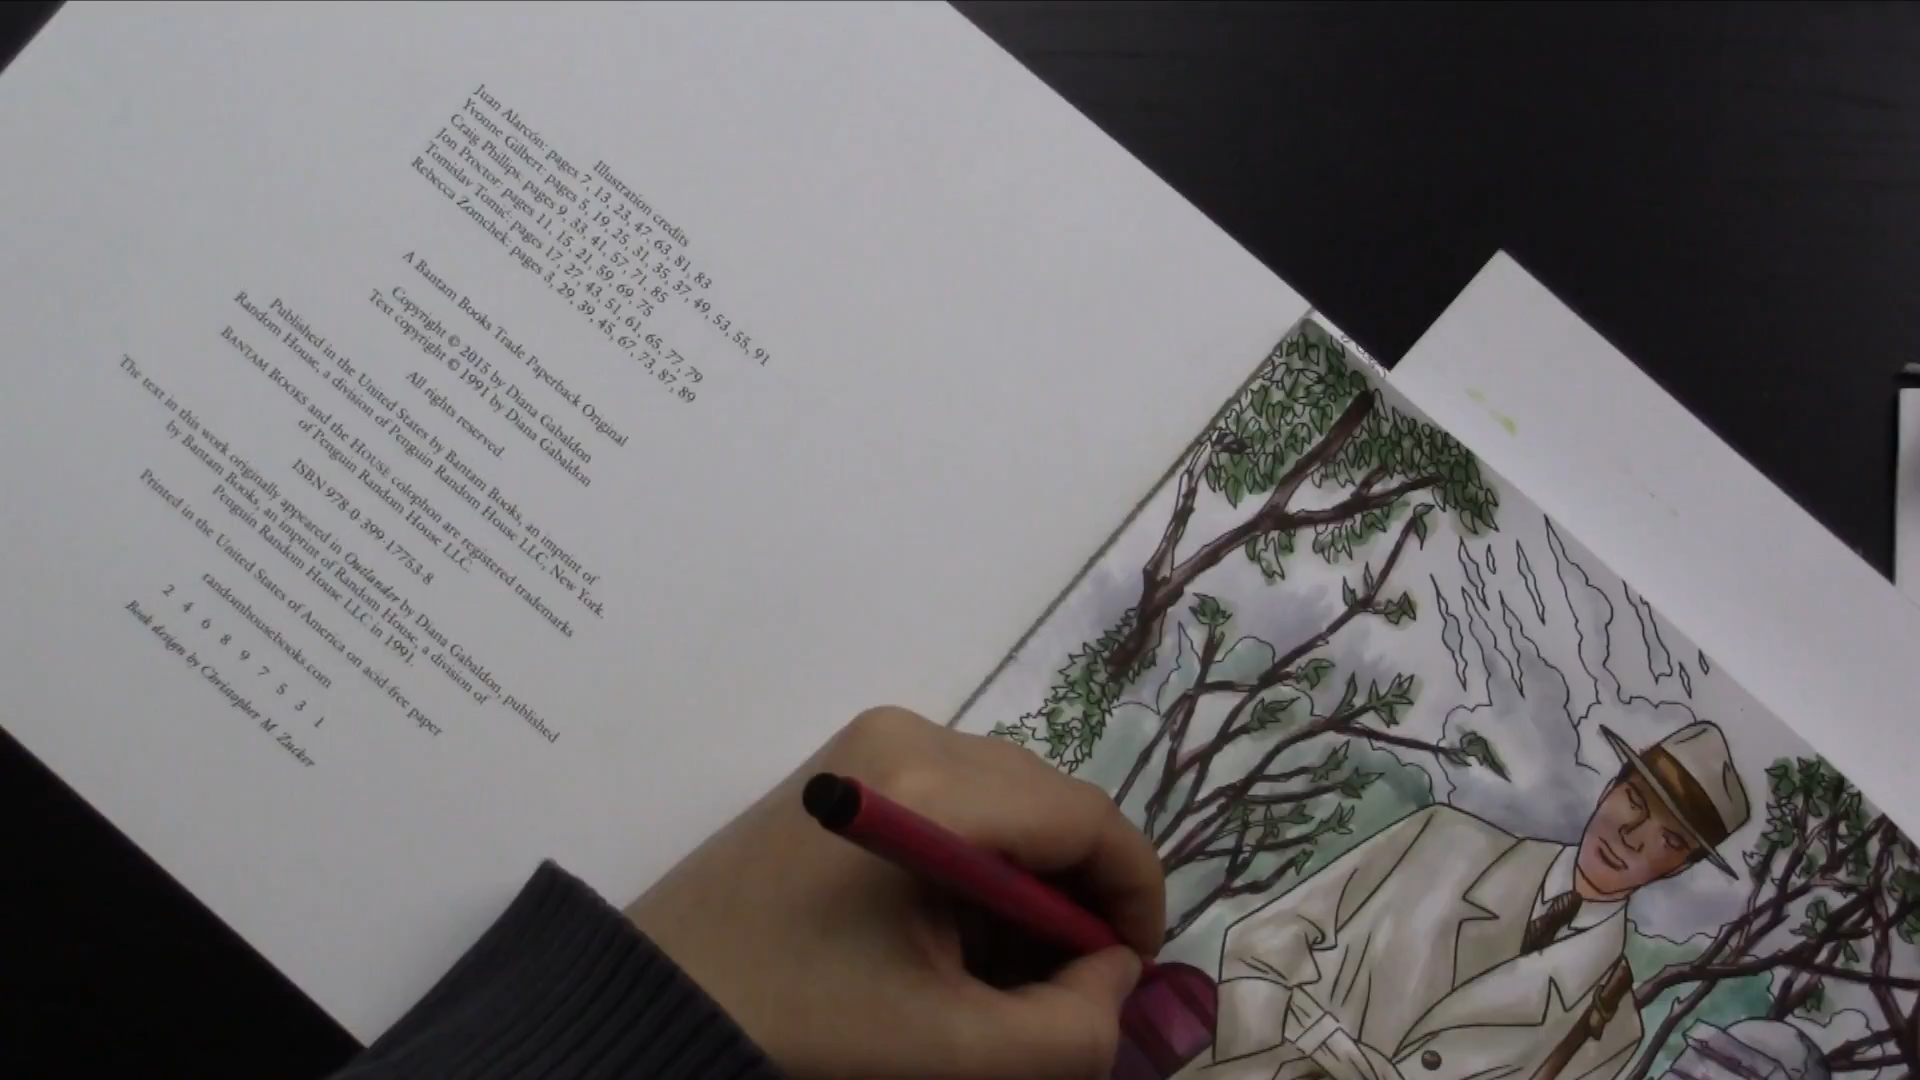 Illustration credits
Juan Alarcón: pages 7, 13, 23, 47, 63, 81, 83
Yvonne Gilbert: pages 5, 19, 25, 31, 35, 37, 49, 53, 55, 91
Craig Phillips: pages 9, 33, 41, 57, 71, 85
Jon Proctor: pages 11, 15, 21, 59, 69, 75
Tomislav Tomić: pages 17, 27, 43, 51, 61, 65, 77, 79
Rebecca Zomchek: pages 3, 29, 39, 45, 67, 73, 87, 89
A Bantam Books Trade Paperback Original
Copyright © 2015 by Diana Gabaldon
Text copyright © 1991 by Diana Gabaldon
All rights reserved.
Published in the United States by Bantam Books, an imprint of
Random House, a division of Penguin Random House LLC, New York.
BANTAM BOOKS and the HOUSE colophon are registered trademarks
of Penguin Random House LLC.
ISBN 978-0-399-17753-8
The text in this work originally appeared in Outlander by Diana Gabaldon, published
by Bantam Books, an imprint of Random House, a division of
Penguin Random House LLC in 1991.
Printed in the United States of America on acid-free paper
randomhousebooks.com
2 4 6 8 9 7 5 3 1
Book design by Christopher M. Zucker